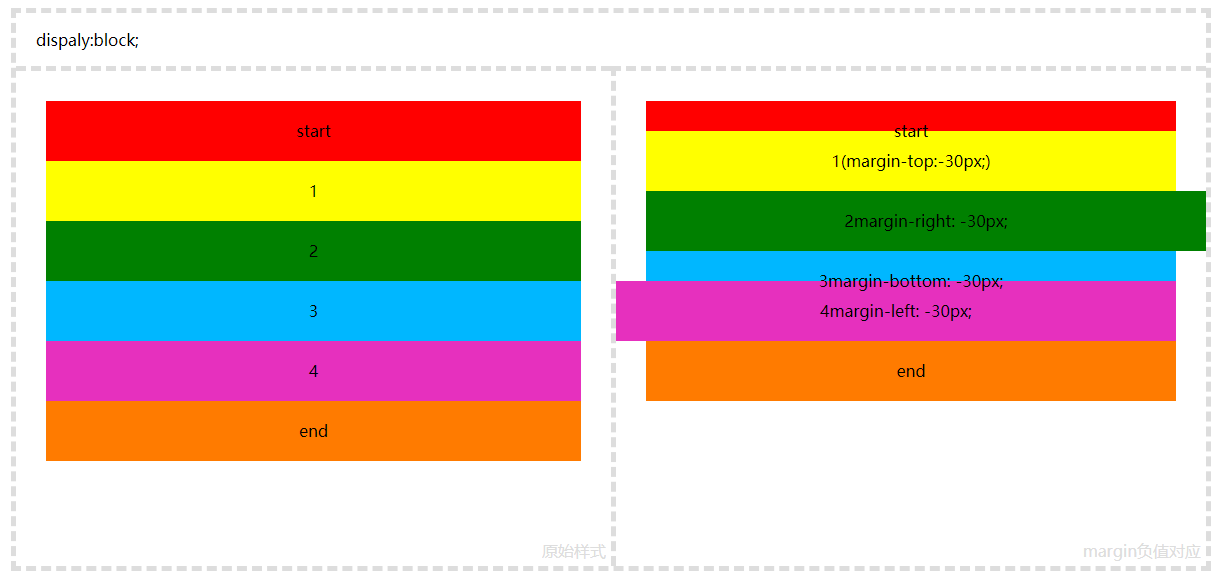 dispaly:block;
start
1
2
3
4
end
原始样式
start
1(margin-top:-30px;)
2margin-right: -30px;
3margin-bottom: -30px;
4margin-left: -30px;
end
margin负值对应